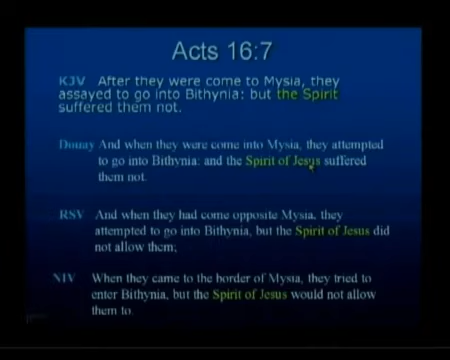 Acts 16:7
KJV After they were come to Mysia, they
assayed to go into Bithynia: but the Spirit
suffered them not.
Douay And when they were come into Mysia, they attempted
to go into Bithynia: and the Spirit of Jesus suffered
them not.
RSV And when they had come opposite Mysia, they
attempted to go into Bithynia, but the Spirit of Jesus did
not allow them;
NIV When they came to the border of Mysia, they tried to
enter Bithynia, but the Spirit of Jesus would not allow
them to.